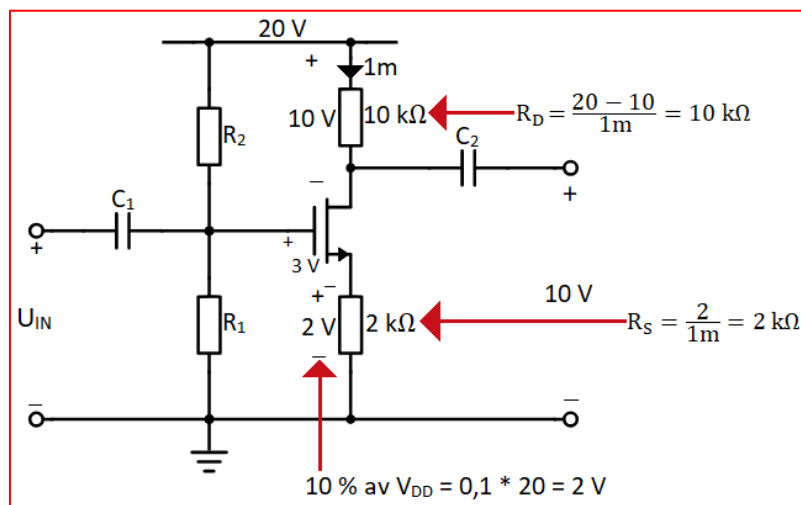 20 V
+
1m
10 V
10 kΩ
R_D = (20 − 10)/1m = 10 kΩ
R₂
C₂
−
+
C₁
+
+
3 V
−
U_IN
R₁
+
2 V
2 kΩ
10 V
R_S = 2/1m = 2 kΩ
−
−
−
10 % av V_DD = 0,1 * 20 = 2 V